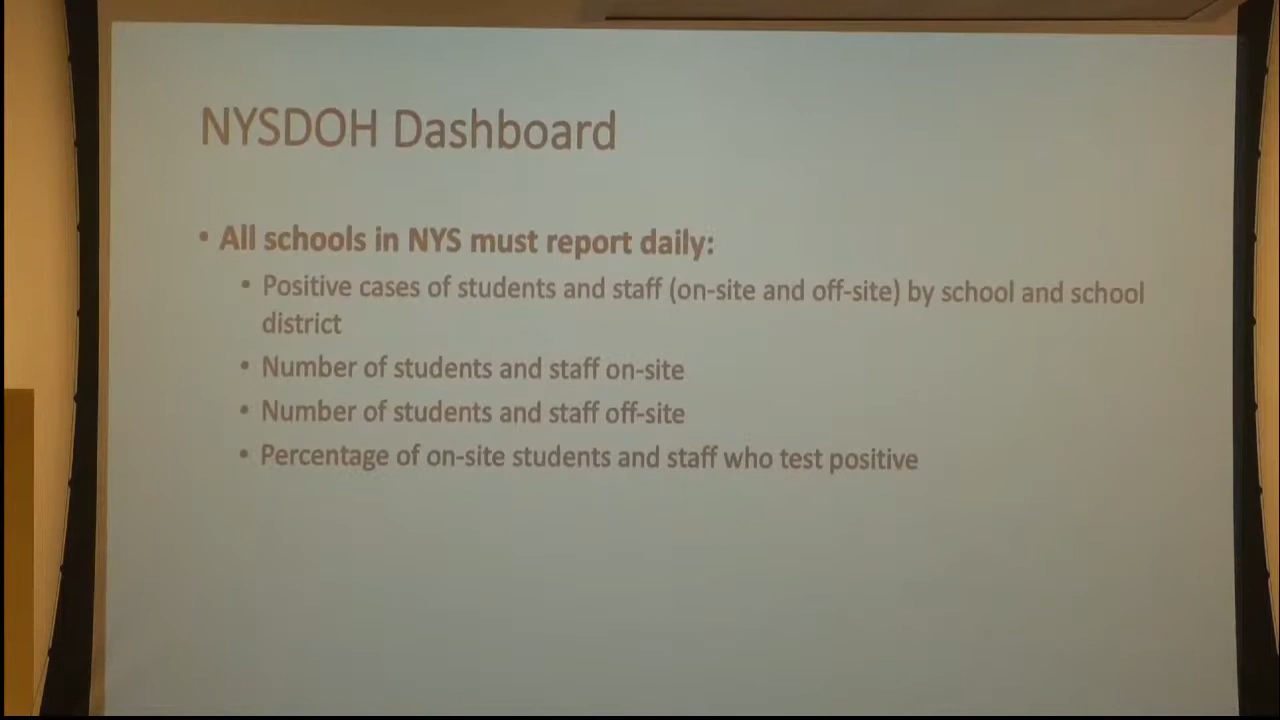 NYSDOH Dashboard
• All schools in NYS must report daily:
• Positive cases of students and staff (on-site and off-site) by school and school
district
• Number of students and staff on-site
• Number of students and staff off-site
• Percentage of on-site students and staff who test positive